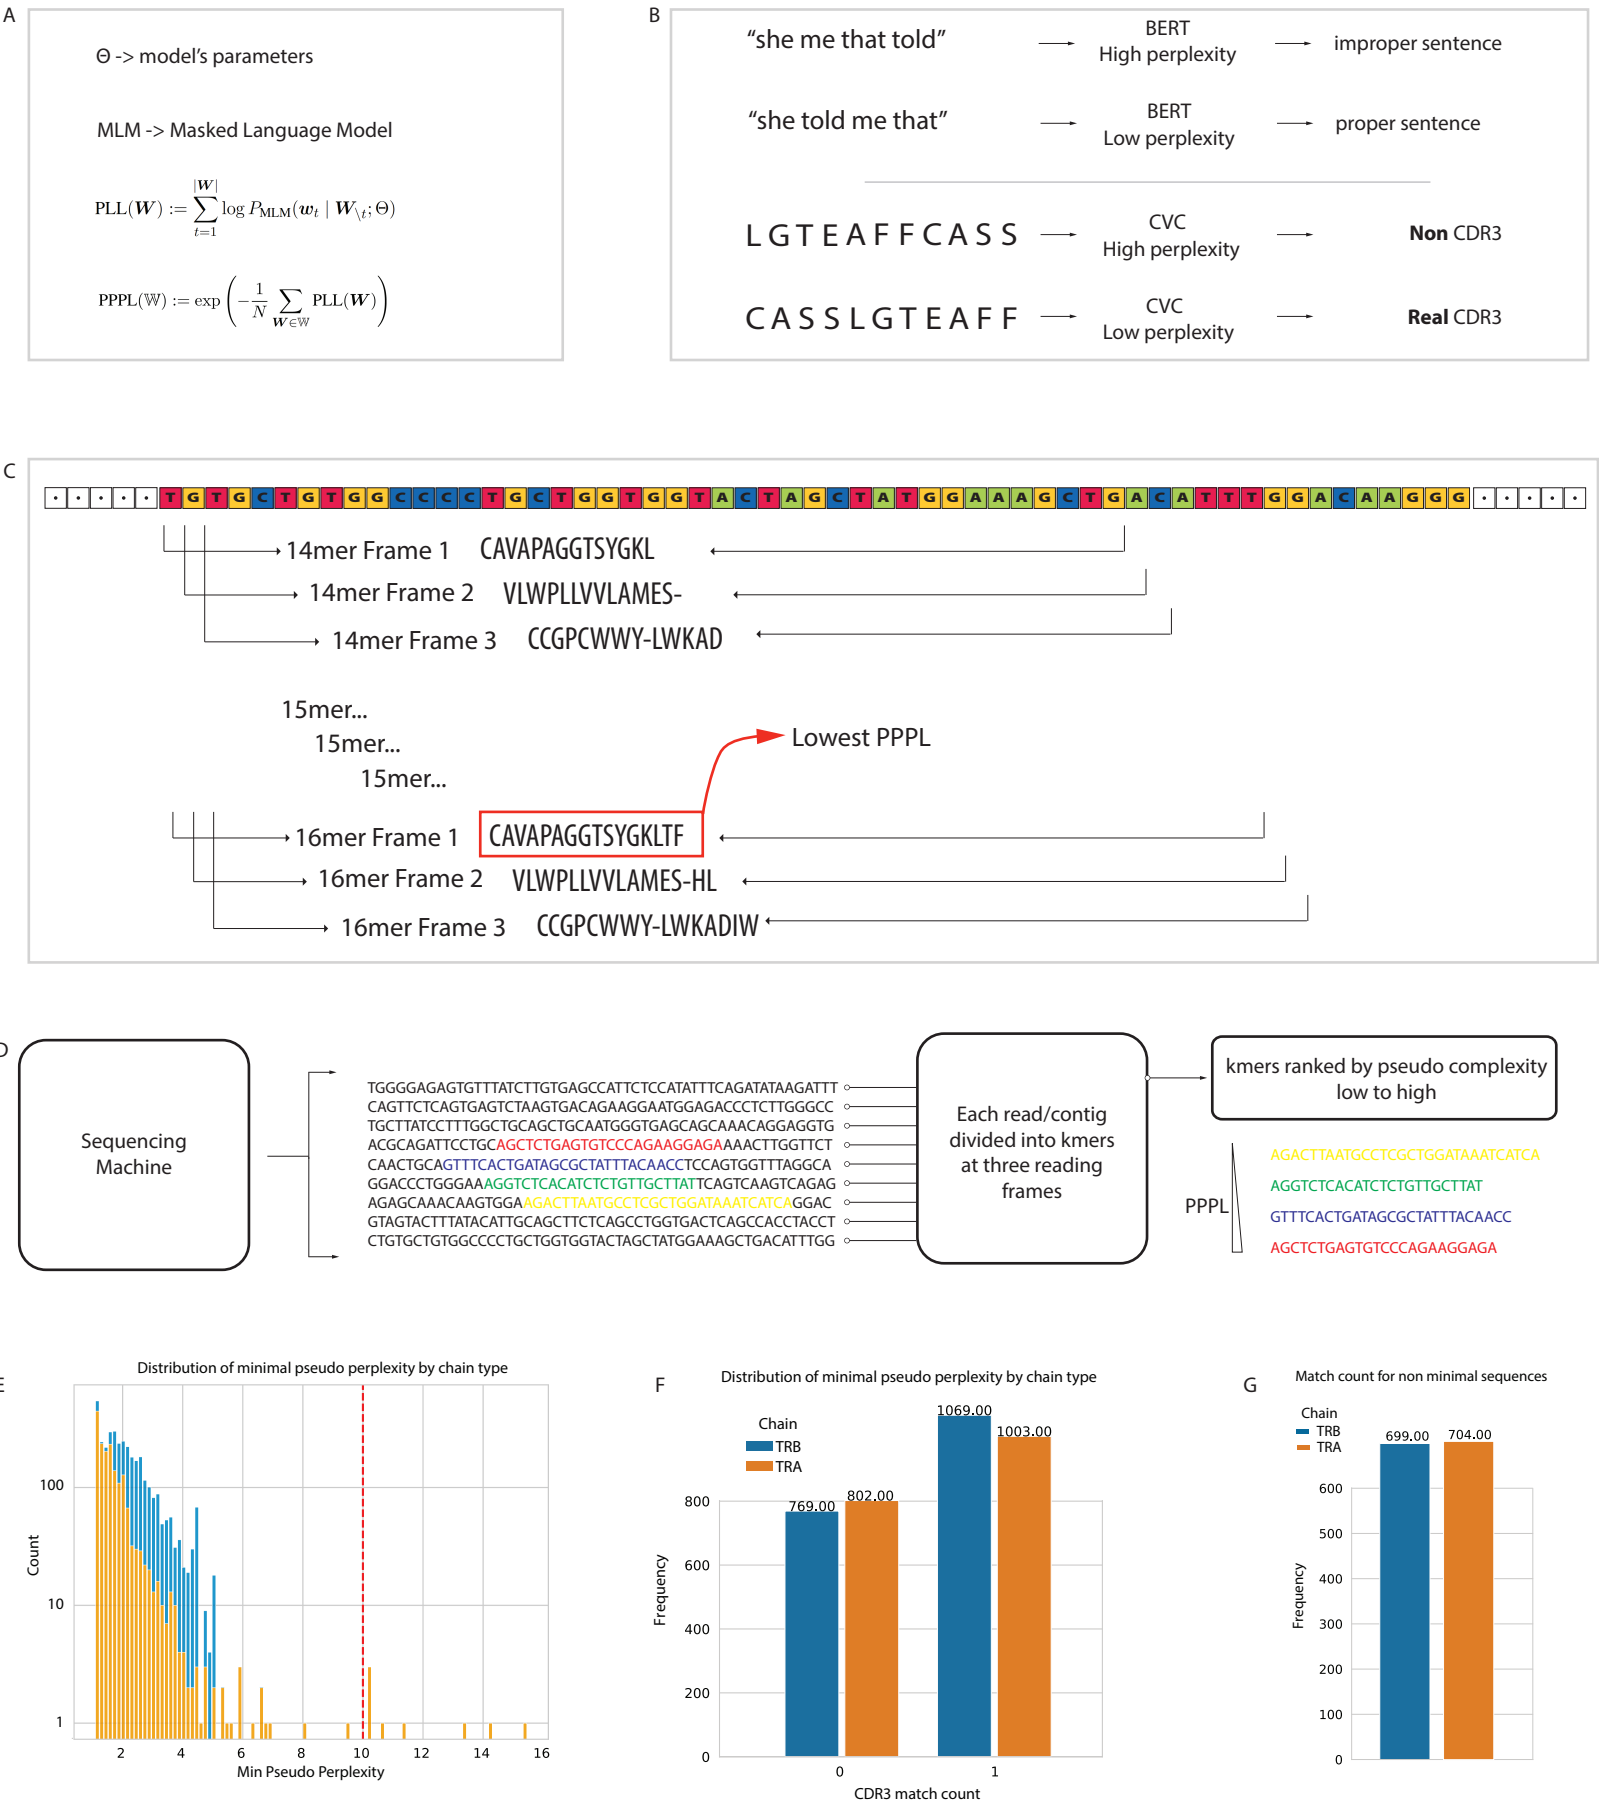 A
Θ -> model's parameters
MLM -> Masked Language Model
PLL(W) := ∑_{t=1}^{|W|} log P_MLM(w_t | W_{\t}; Θ)
PPPL(𝕎) := exp(−1/N ∑_{W∈𝕎} PLL(W))
B
“she me that told”
BERT
High perplexity
improper sentence
“she told me that”
BERT
Low perplexity
proper sentence
L G T E A F F C A S S
CVC
High perplexity
Non CDR3
C A S S L G T E A F F
CVC
Low perplexity
Real CDR3
C
. . . . . T G T G C T G T G G C C C C T G C T G G T G G T A C T A G C T A T G G A A A G C T G A C A T T T G G A C A A G G G . . . . .
14mer Frame 1 CAVAPAGGTSYGKL
14mer Frame 2 VLWPLLVVLAMES-
14mer Frame 3 CCGPCWWY-LWKAD
15mer...
15mer...
15mer...
Lowest PPPL
16mer Frame 1 CAVAPAGGTSYGKLTF
16mer Frame 2 VLWPLLVVLAMES-HL
16mer Frame 3 CCGPCWWY-LWKADIW
D
Sequencing
Machine
TGGGGAGAGTGTTTATCTTGTGAGCCATTCTCCATATTTCAGATATAAGATTT
CAGTTCTCAGTGAGTCTAAGTGACAGAAGGAATGGAGACCCTCTTGGGCC
TGCTTATCCTTTGGCTGCAGCTGCAATGGGTGAGCAGCAAACAGGAGGTG
ACGCAGATTCCTGCAGCTCTGAGTGTCCCAGAAGGAGAAAACTTGGTTCT
CAACTGCAGTTTCACTGATAGCGCTATTTACAACCTCCAGTGGTTTAGGCA
GGACCCTGGGAAAGGTCTCACATCTCTGTTGCTTATTCAGTCAAGTCAGAG
AGAGCAAACAAGTGGAAGACTTAATGCCTCGCTGGATAAATCATCAGGAC
GTAGTACTTTATACATTGCAGCTTCTCAGCCTGGTGACTCAGCCACCTACCT
CTGTGCTGTGGCCCCTGCTGGTGGTACTAGCTATGGAAAGCTGACATTTGG
Each read/contig
divided into kmers
at three reading
frames
kmers ranked by pseudo complexity
low to high
PPPL
AGACTTAATGCCTCGCTGGATAAATCATCA
AGGTCTCACATCTCTGTTGCTTAT
GTTTCACTGATAGCGCTATTTACAACC
AGCTCTGAGTGTCCCAGAAGGAGA
E
Distribution of minimal pseudo perplexity by chain type
Count
100
10
1
2 4 6 8 10 12 14 16
Min Pseudo Perplexity
F
Distribution of minimal pseudo perplexity by chain type
Chain
TRB
TRA
769.00
802.00
1069.00
1003.00
Frequency
800
600
400
200
0
0 1
CDR3 match count
G
Match count for non minimal sequences
Chain
TRB
TRA
699.00
704.00
Frequency
600
500
400
300
200
100
0